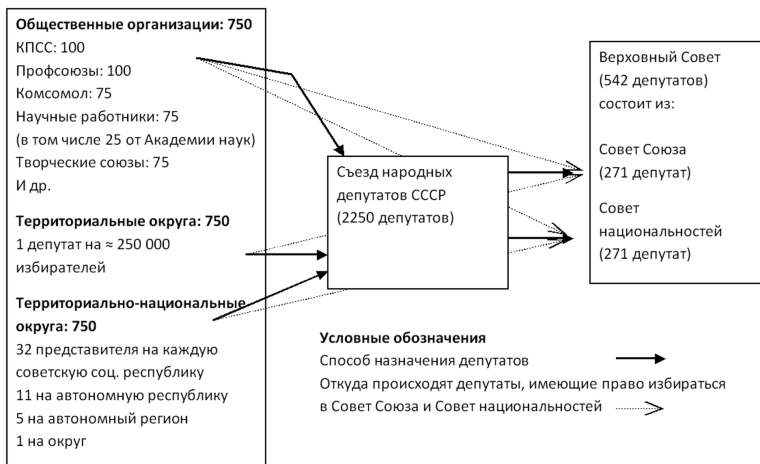 Общественные организации: 750
КПСС: 100
Профсоюзы: 100
Комсомол: 75
Научные работники: 75
(в том числе 25 от Академии наук)
Творческие союзы: 75
И др.
Территориальные округа: 750
1 депутат на ≈ 250 000
избирателей
Территориально-национальные
округа: 750
32 представителя на каждую
советскую соц. республику
11 на автономную республику
5 на автономный регион
1 на округ
Съезд народных
депутатов СССР
(2250 депутатов)
Верховный Совет
(542 депутатов)
состоит из:
Совет Союза
(271 депутат)
Совет
национальностей
(271 депутат)
Условные обозначения
Способ назначения депутатов
Откуда происходят депутаты, имеющие право избираться
в Совет Союза и Совет национальностей